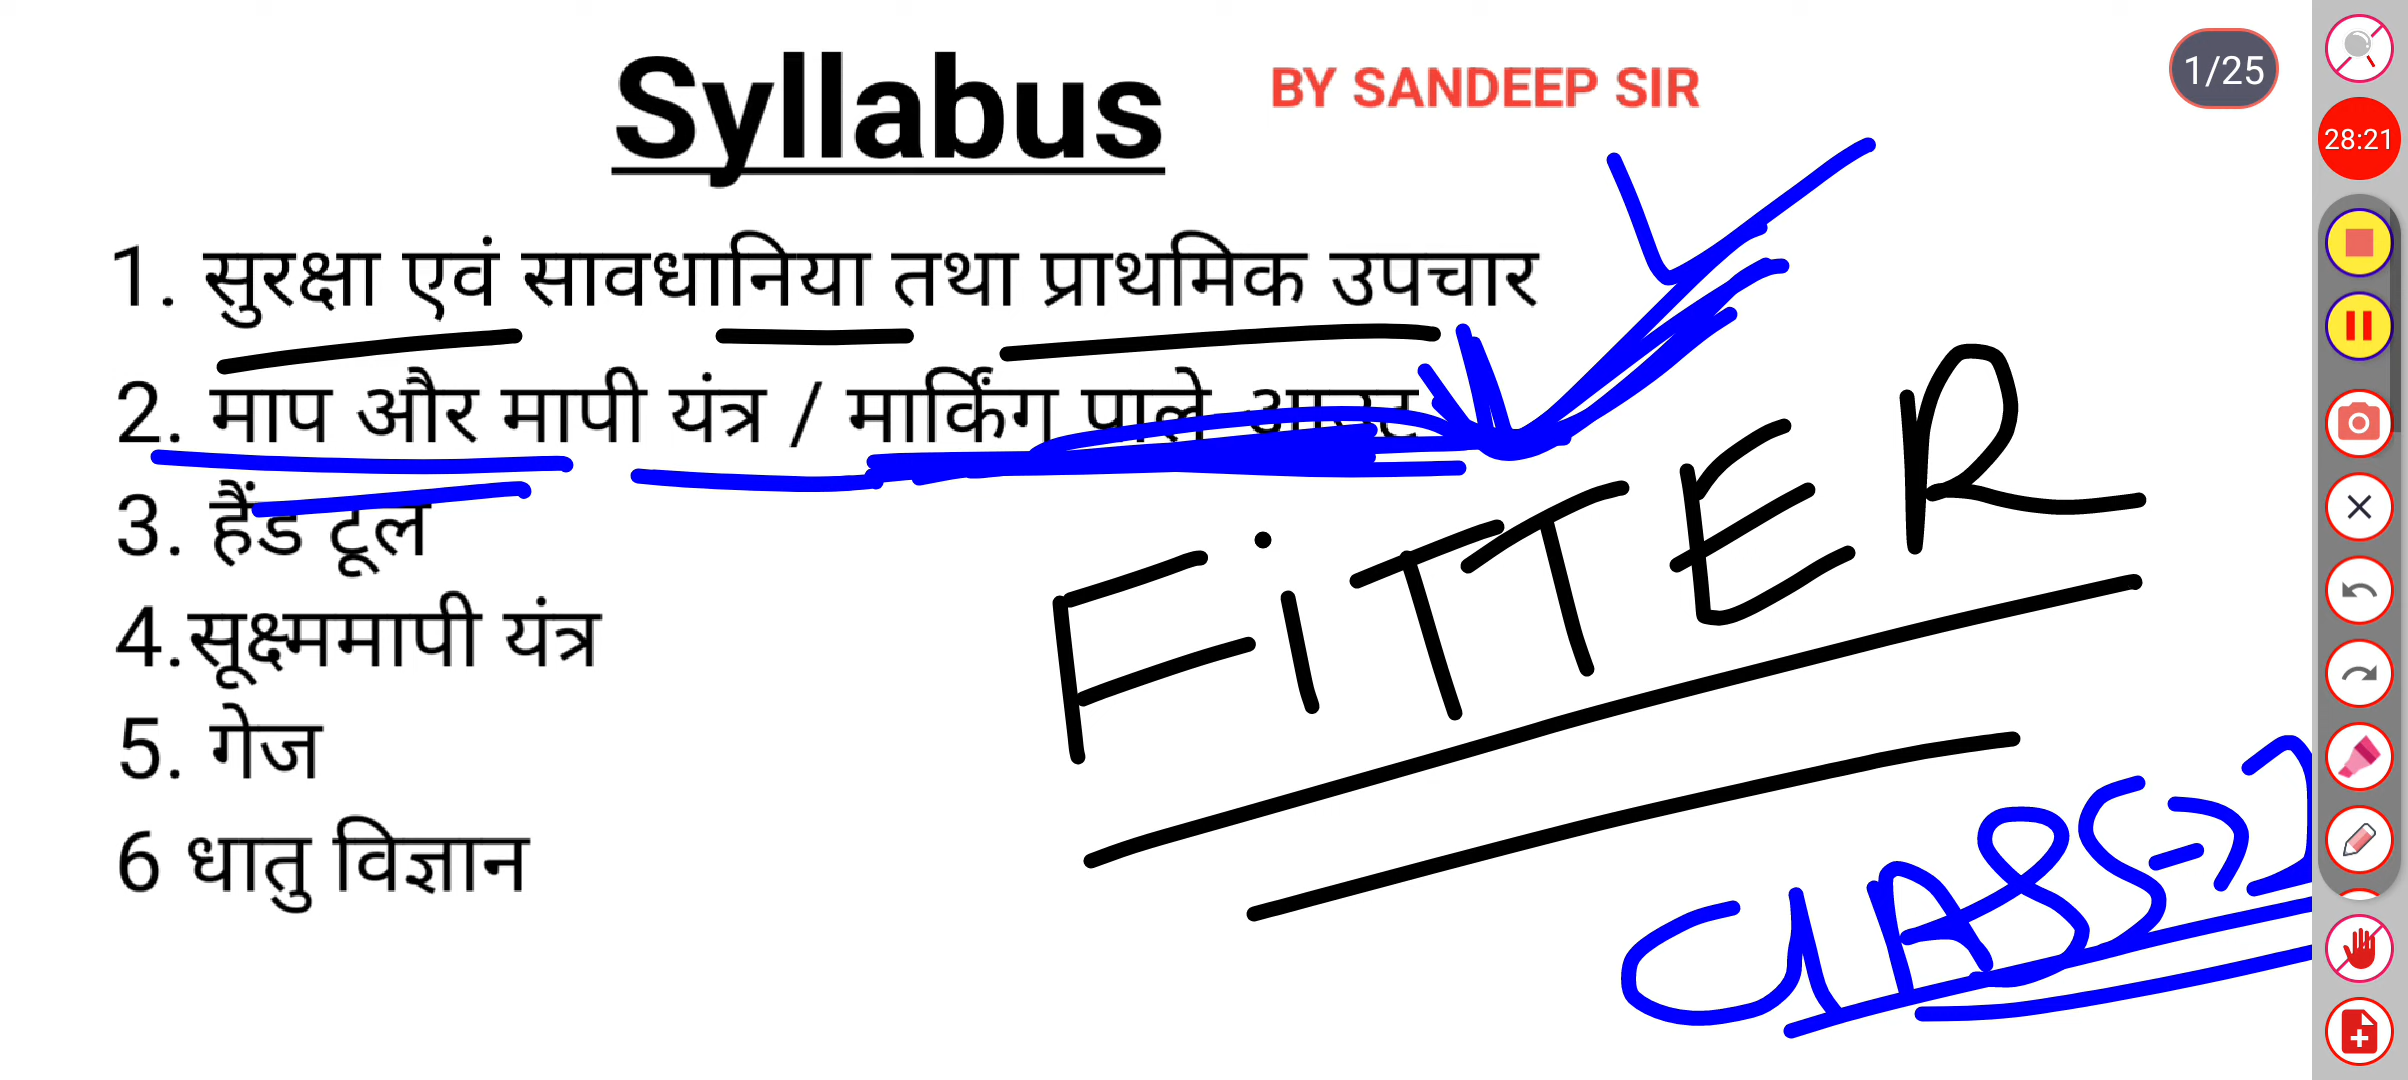 Syllabus BY SANDEEP SIR 1/25
28:21
1. सुरक्षा एवं सावधानिया तथा प्राथमिक उपचार
2. माप और मापी यंत्र / मार्किंग पाले आउट
3. हैंड टूल
4.सूक्ष्ममापी यंत्र
5. गेज
6 धातु विज्ञान
FiTTER
CLASS